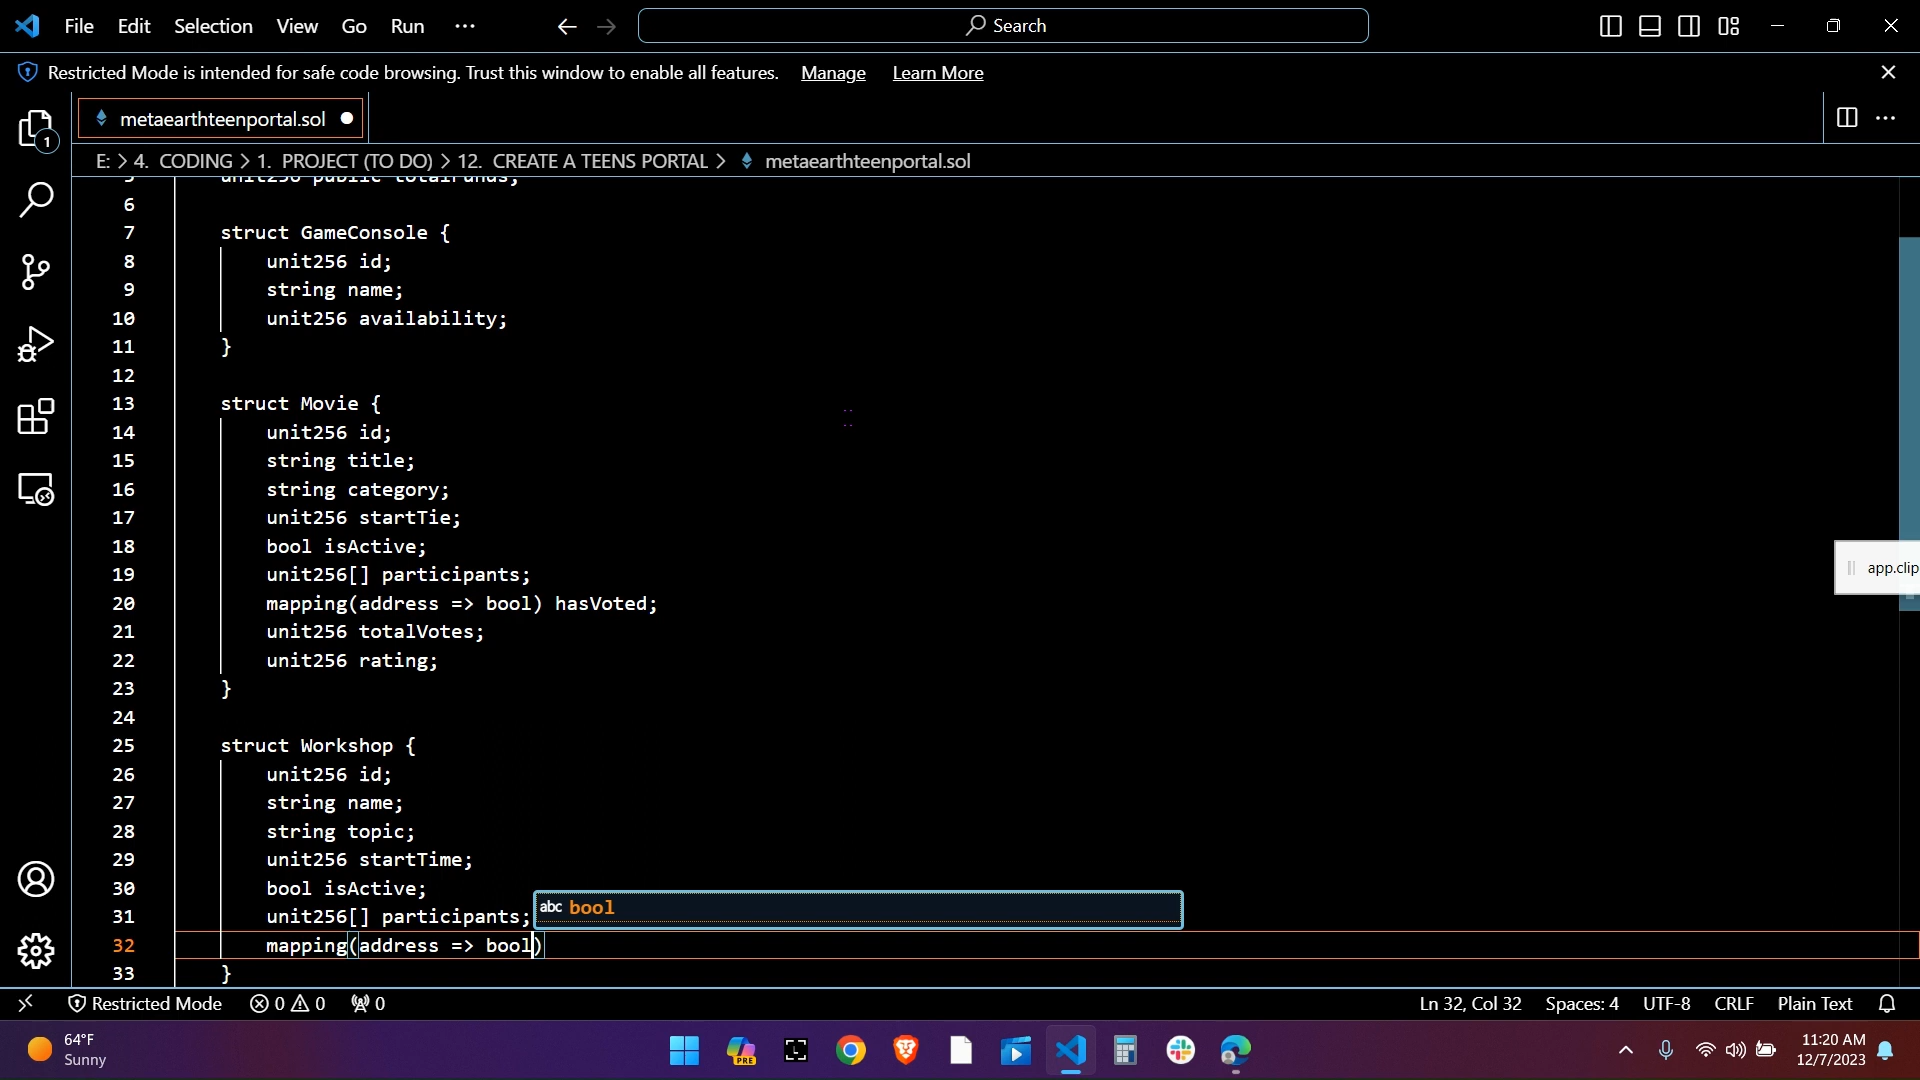 File Edit Selection View Go Run ··· Search
Restricted Mode is intended for safe code browsing. Trust this window to enable all features. Manage Learn More
metaearthteenportal.sol
1
E: > 4. CODING > 1. PROJECT (TO DO) > 12. CREATE A TEENS PORTAL > metaearthteenportal.sol
5 unit256 public totalFunds;
6
7 struct GameConsole {
8 unit256 id;
9 string name;
10 unit256 availability;
11 }
12
13 struct Movie {
14 unit256 id;
15 string title;
16 string category;
17 unit256 startTie;
18 bool isActive;
19 unit256[] participants;
20 mapping(address => bool) hasVoted;
21 unit256 totalVotes;
22 unit256 rating;
23 }
24
25 struct Workshop {
26 unit256 id;
27 string name;
28 string topic;
29 unit256 startTime;
30 bool isActive;
31 unit256[] participants;
abc bool
32 mapping(address => bool)
33 }
app.clip
Restricted Mode 0 0 0 Ln 32, Col 32 Spaces: 4 UTF-8 CRLF Plain Text
64°F
Sunny
PRE
11:20 AM
12/7/2023